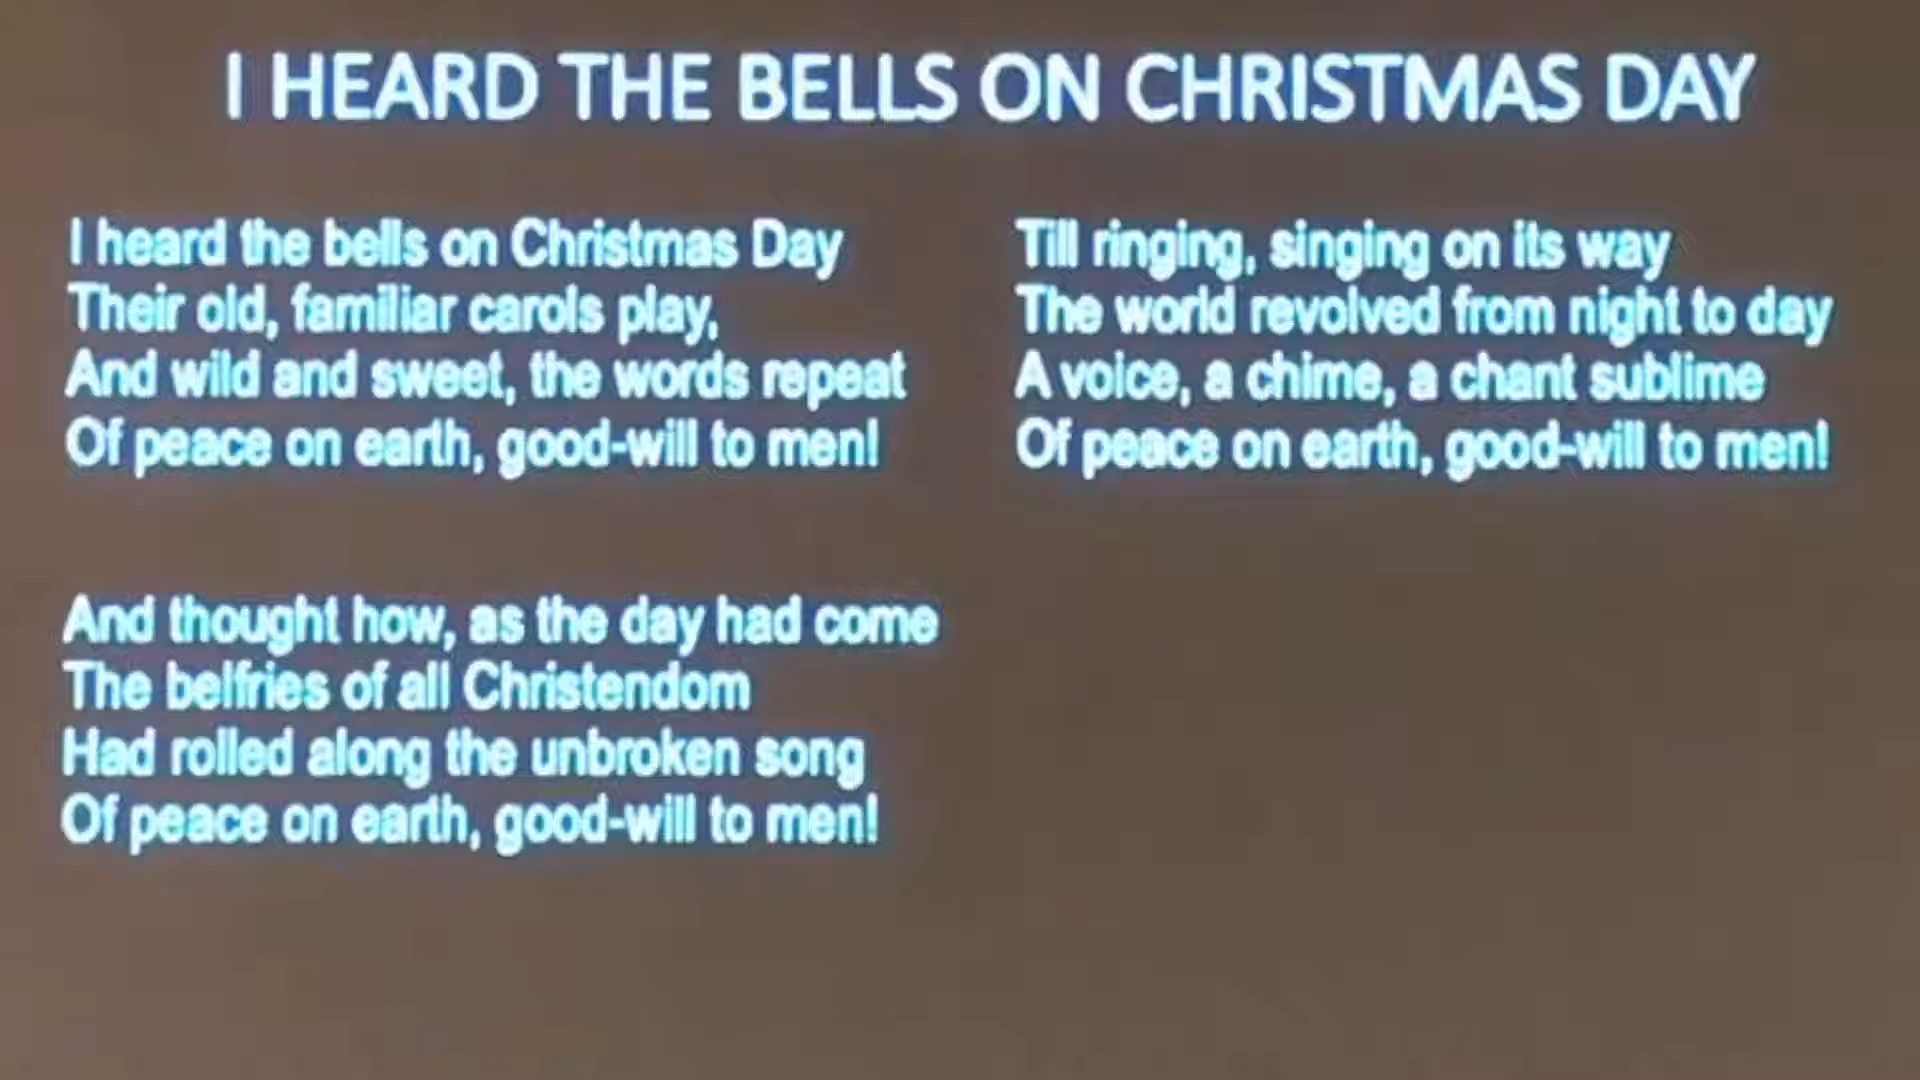 I HEARD THE BELLS ON CHRISTMAS DAY
I heard the bells on Christmas Day
Their old, familiar carols play,
And wild and sweet, the words repeat
Of peace on earth, good-will to men!
And thought how, as the day had come
The belfries of all Christendom
Had rolled along the unbroken song
Of peace on earth, good-will to men!
Till ringing, singing on its way
The world revolved from night to day
A voice, a chime, a chant sublime
Of peace on earth, good-will to men!